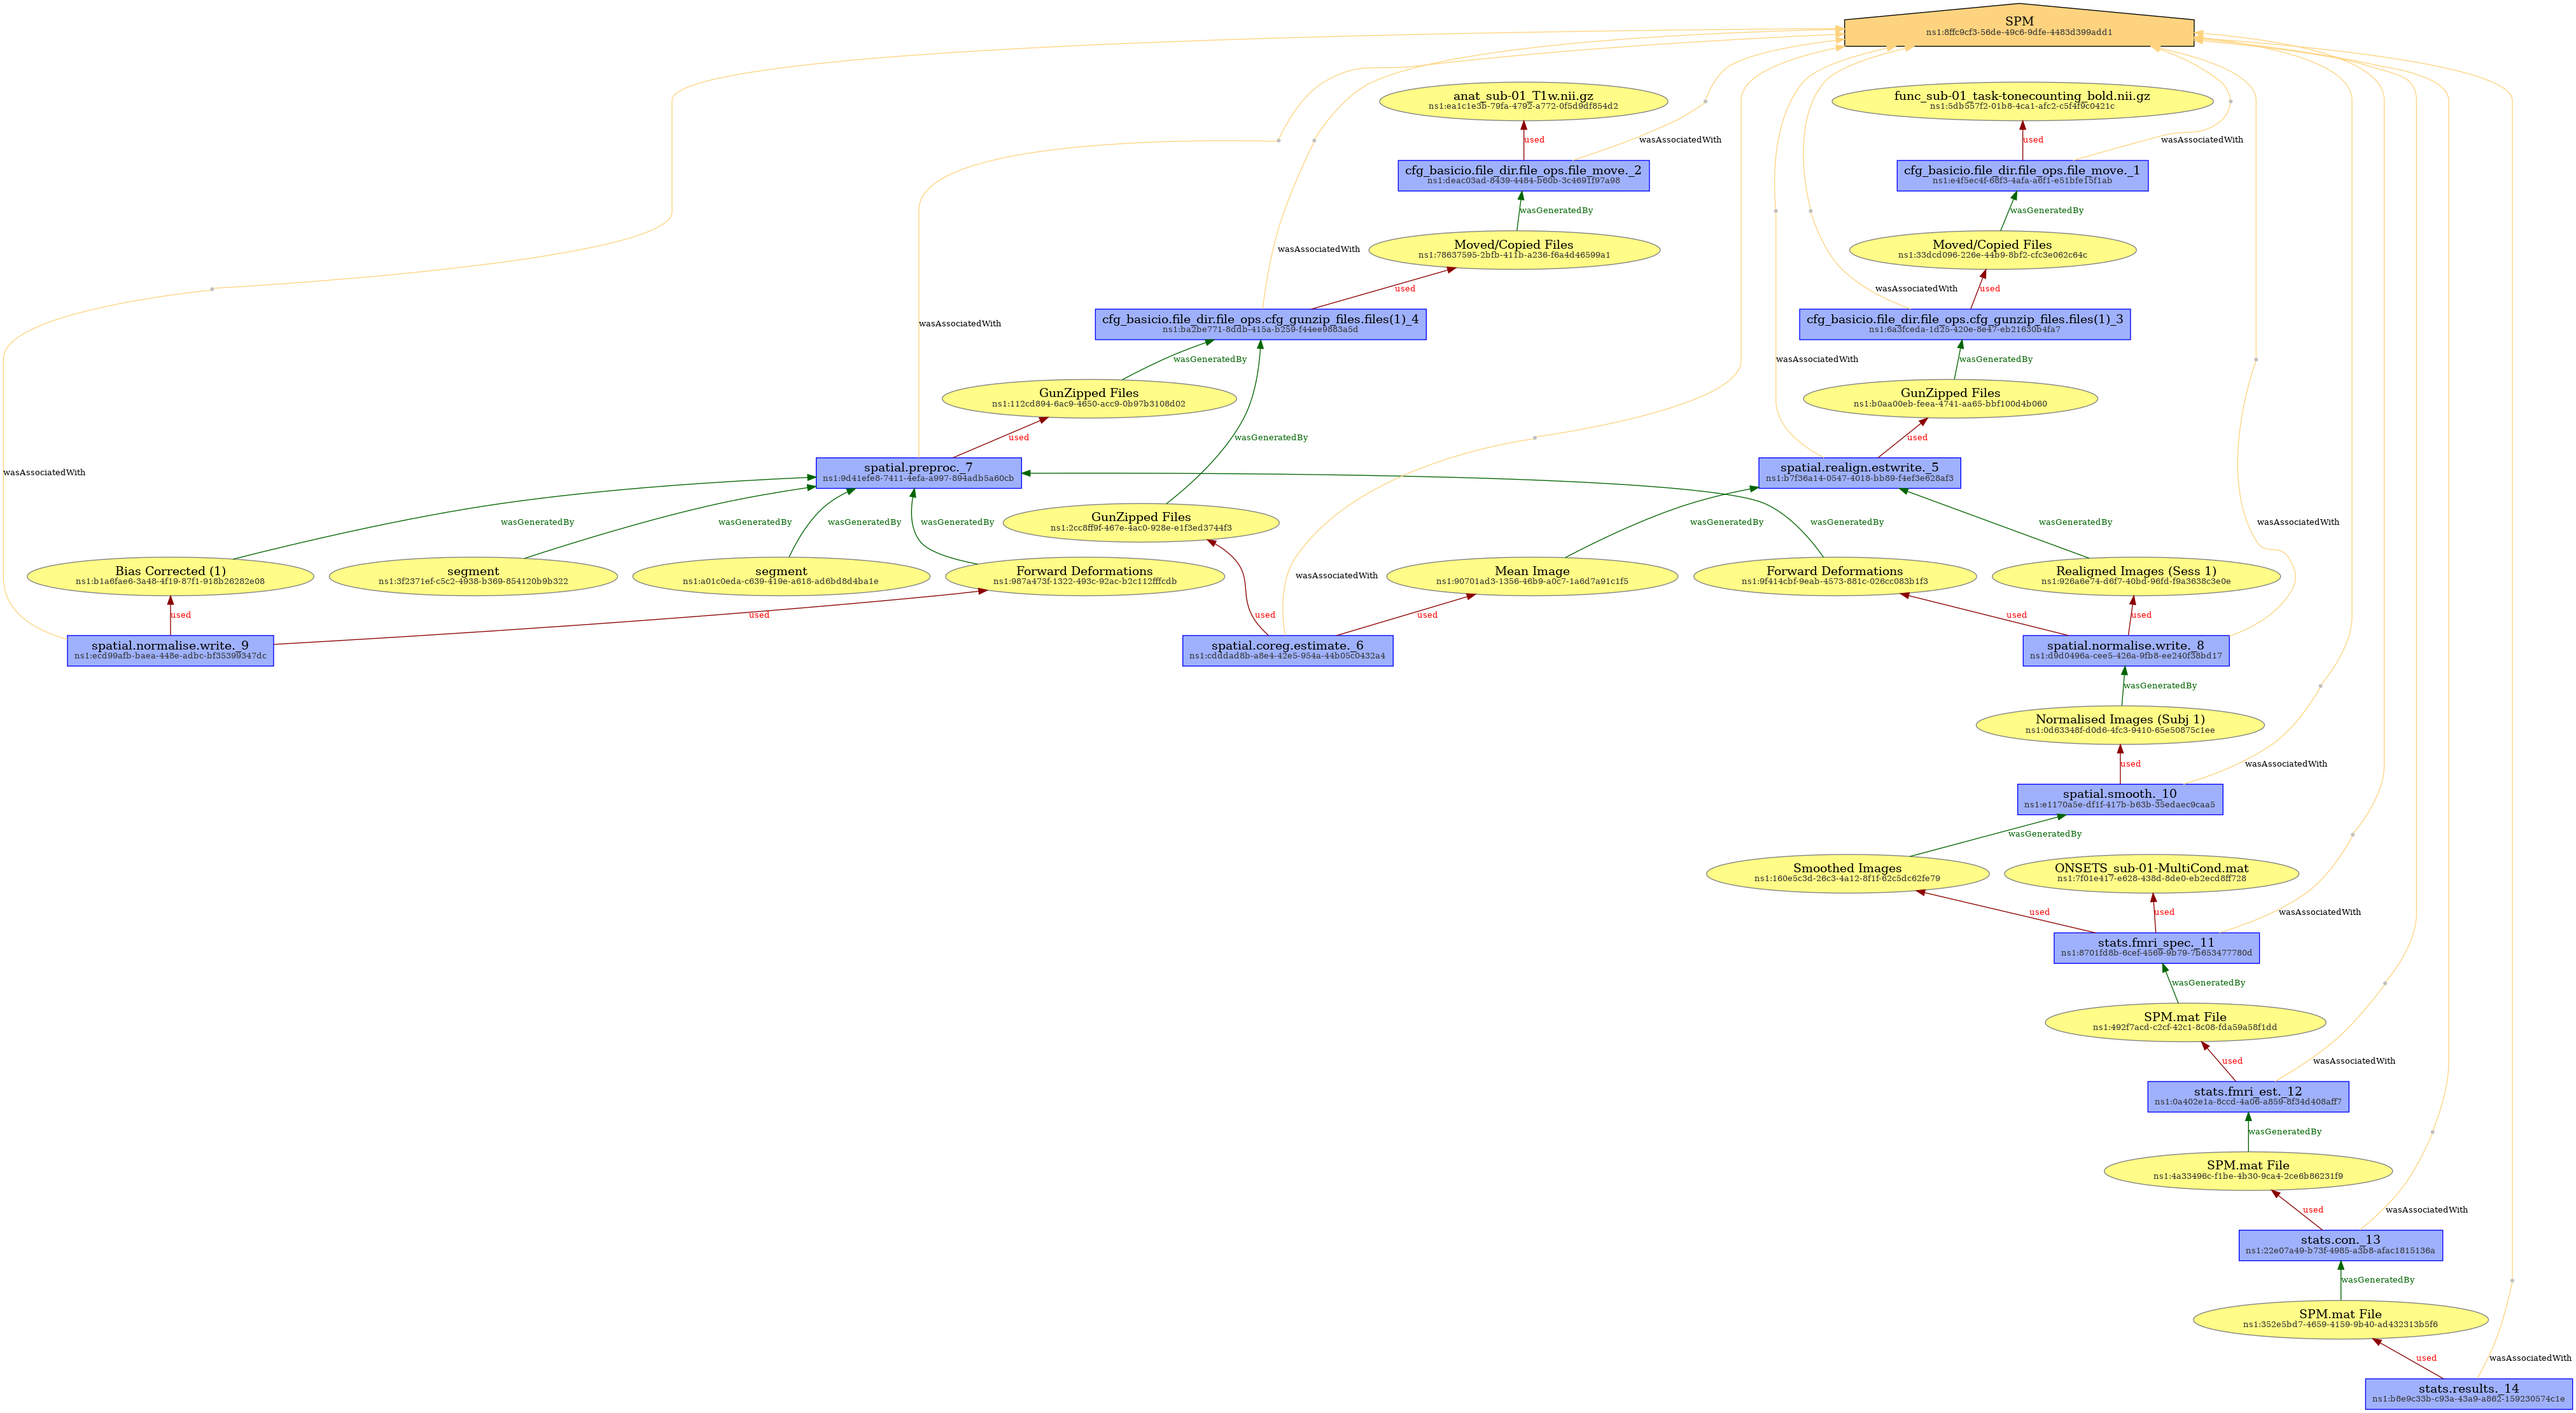 SPM
ns1:8ffc9cf3-56de-49c6-9dfe-4483d399add1
anat_sub-01_T1w.nii.gz
ns1:ea1c1e3b-79fa-4792-a772-0f5d9df854d2
func_sub-01_task-tonecounting_bold.nii.gz
ns1:5db557f2-01b8-4ca1-afc2-c5f4f9c0421c
used
wasAssociatedWith
used
wasAssociatedWith
cfg_basicio.file_dir.file_ops.file_move._2
ns1:deac03ad-8439-4484-b60b-3c4691f97a98
cfg_basicio.file_dir.file_ops.file_move._1
ns1:e4f5ec4f-68f3-4afa-a6f1-e51bfe15f1ab
wasGeneratedBy
wasGeneratedBy
Moved/Copied Files
ns1:78637595-2bfb-411b-a236-f6a4d46599a1
Moved/Copied Files
ns1:33dcd096-226e-44b9-8bf2-cfc3e062c64c
wasAssociatedWith
used
wasAssociatedWith
used
wasAssociatedWith
cfg_basicio.file_dir.file_ops.cfg_gunzip_files.files(1)_4
ns1:ba2be771-8ddb-415a-b259-f44ee9883a5d
cfg_basicio.file_dir.file_ops.cfg_gunzip_files.files(1)_3
ns1:6a3fceda-1d25-420e-8e47-eb21630b4fa7
wasGeneratedBy
wasAssociatedWith
wasGeneratedBy
GunZipped Files
ns1:112cd894-6ac9-4650-acc9-0b97b3108d02
GunZipped Files
ns1:b0aa00eb-feea-4741-aa65-bbf100d4b060
used
wasGeneratedBy
used
wasAssociatedWith
spatial.preproc._7
ns1:9d41efe8-7411-4efa-a997-894adb5a60cb
spatial.realign.estwrite._5
ns1:b7f36a14-0547-4018-bb89-f4ef3e628af3
GunZipped Files
ns1:2cc8ff9f-467e-4ac0-928e-e1f3ed3744f3
wasGeneratedBy
wasGeneratedBy
wasGeneratedBy
wasGeneratedBy
wasGeneratedBy
wasGeneratedBy
wasGeneratedBy
wasAssociatedWith
Bias Corrected (1)
ns1:b1a6fae6-3a48-4f19-87f1-918b26282e08
segment
ns1:3f2371ef-c5c2-4938-b369-854120b9b322
segment
ns1:a01c0eda-c639-419e-a618-ad6bd8d4ba1e
Forward Deformations
ns1:987a473f-1322-493c-92ac-b2c112fffcdb
wasAssociatedWith
Mean Image
ns1:90701ad3-1356-46b9-a0c7-1a6d7a91c1f5
Forward Deformations
ns1:9f414cbf-9eab-4573-881c-026cc083b1f3
Realigned Images (Sess 1)
ns1:926a6e74-d6f7-40bd-96fd-f9a3638c3e0e
used
used
used
used
used
used
spatial.normalise.write._9
ns1:ecd99afb-baea-448e-adbc-bf35399347dc
spatial.coreg.estimate._6
ns1:cdddad8b-a8e4-42e5-954a-44b05c0432a4
spatial.normalise.write._8
ns1:d9d0496a-cee5-426a-9fb8-ee240f38bd17
wasGeneratedBy
Normalised Images (Subj 1)
ns1:0d63348f-d0d6-4fc3-9410-65e50875c1ee
used
wasAssociatedWith
spatial.smooth._10
ns1:e1170a5e-df1f-417b-b63b-35edaec9caa5
wasGeneratedBy
Smoothed Images
ns1:160e5c3d-26c3-4a12-8f1f-62c5dc62fe79
ONSETS_sub-01-MultiCond.mat
ns1:7f01e417-e628-438d-8de0-eb2ecd8ff728
used
used
wasAssociatedWith
stats.fmri_spec._11
ns1:8701fd8b-6cef-4569-9b79-7b653477780d
wasGeneratedBy
SPM.mat File
ns1:492f7acd-c2cf-42c1-8c08-fda59a58f1dd
used
wasAssociatedWith
stats.fmri_est._12
ns1:0a402e1a-8ccd-4a06-a859-8f34d408aff7
wasGeneratedBy
SPM.mat File
ns1:4a33496c-f1be-4b30-9ca4-2ce6b86231f9
used
wasAssociatedWith
stats.con._13
ns1:22e07a49-b73f-4985-a3b8-afac1815136a
wasGeneratedBy
SPM.mat File
ns1:352e5bd7-4659-4159-9b40-ad432313b5f6
used
wasAssociatedWith
stats.results._14
ns1:b8e9c33b-c93a-43a9-a862-159230574c1e